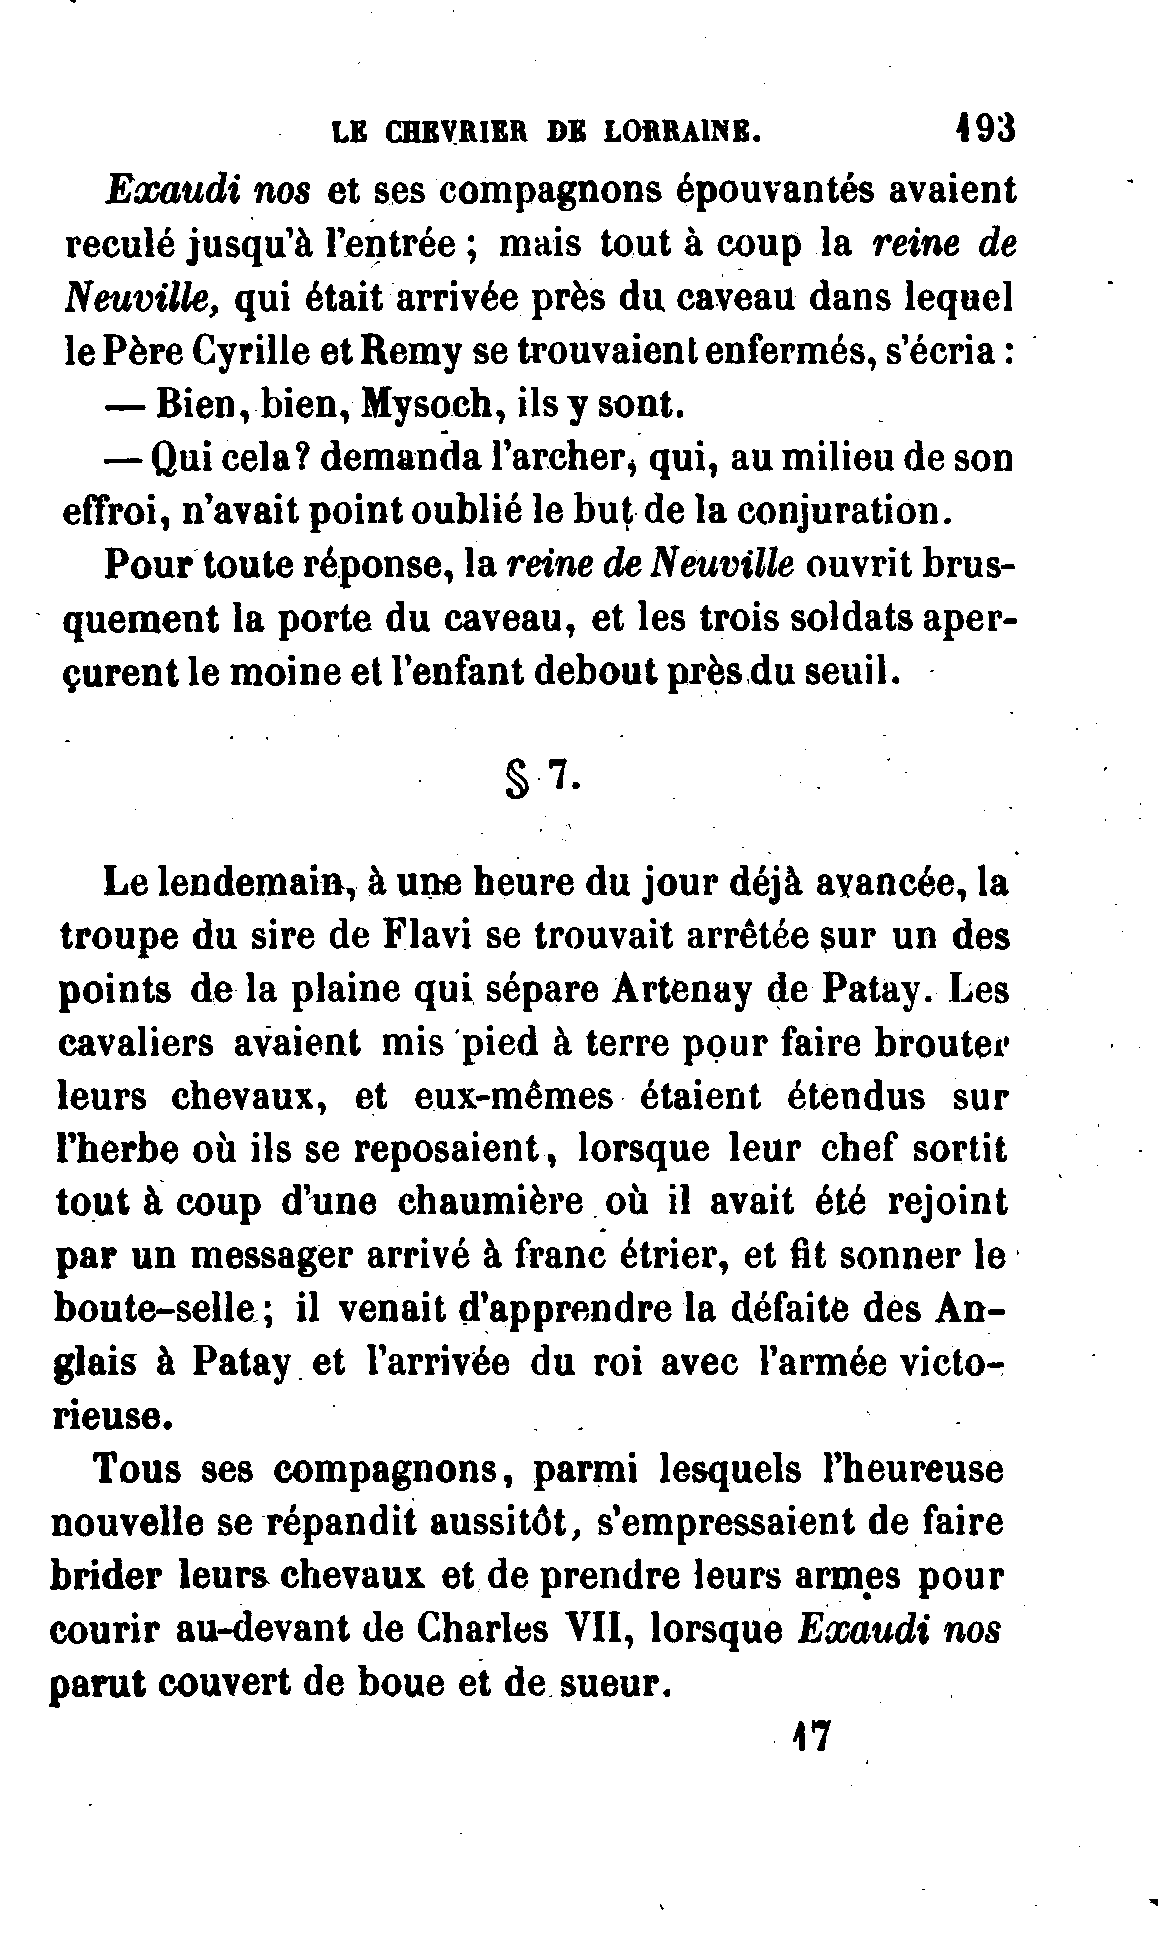 LE CHEVRIER DE LORRAINE. 193
Exaudi nos et ses compagnons épouvantés avaient
reculé jusqu'à l'entrée ; mais tout à coup la reine de
Neuville, qui était arrivée près du caveau dans lequel
le Père Cyrille et Remy se trouvaient enfermés, s'écria :
— Bien, bien, Mysoch, ils y sont.
— Qui cela? demanda l'archer, qui, au milieu de son
effroi, n'avait point oublié le but de la conjuration.
Pour toute réponse, la reine de Neuville ouvrit brus-
quement la porte du caveau, et les trois soldats aper-
çurent le moine et l'enfant debout près du seuil.
§ 7.
Le lendemain, à une heure du jour déjà avancée, la
troupe du sire de Flavi se trouvait arrêtée sur un des
points de la plaine qui sépare Artenay de Patay. Les
cavaliers avaient mis pied à terre pour faire brouter
leurs chevaux, et eux-mêmes étaient étendus sur
l'herbe où ils se reposaient, lorsque leur chef sortit
tout à coup d'une chaumière où il avait été rejoint
par un messager arrivé à franc étrier, et fit sonner le
boute-selle ; il venait d'apprendre la défaite des An-
glais à Patay et l'arrivée du roi avec l'armée victo-
rieuse.
Tous ses compagnons, parmi lesquels l'heureuse
nouvelle se répandit aussitôt, s'empressaient de faire
brider leurs chevaux et de prendre leurs armes pour
courir au-devant de Charles VII, lorsque Exaudi nos
parut couvert de boue et de sueur.
17